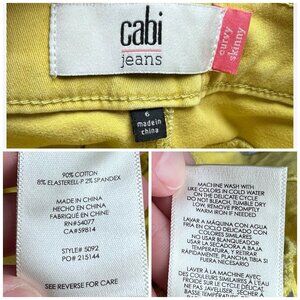 cabi
jeans
curvy
skinny
6
made in
china
90% COTTON
8% ELASTERELL-P 2% SPANDEX
MADE IN CHINA
HECHO EN CHINA
FABRIQUÉ EN CHINE
RN#54077
CA#59814
STYLE# 5092
PO# 215144
SEE REVERSE FOR CARE
MACHINE WASH WITH
LIKE COLORS IN COLD WATER
ON THE DELICATE CYCLE
DO NOT BLEACH, TUMBLE DRY
LOW, REMOVE PROMPTLY
WARM IRON IF NEEDED
LAVAR A MÁQUINA CON AGUA
FRÍA EN CICLO DELICADO CON
COLORES SIMILARES
NO USAR BLANQUEADOR
USAR LA SECADORA A BAJA
TEMPERATURA, Y RETIRAR
RÁPIDAMENTE, PLANCHA TIBIA SI
FUERA NECESARIO
LAVER À LA MACHINE AVEC
DES COULEURS SIMILAIRES